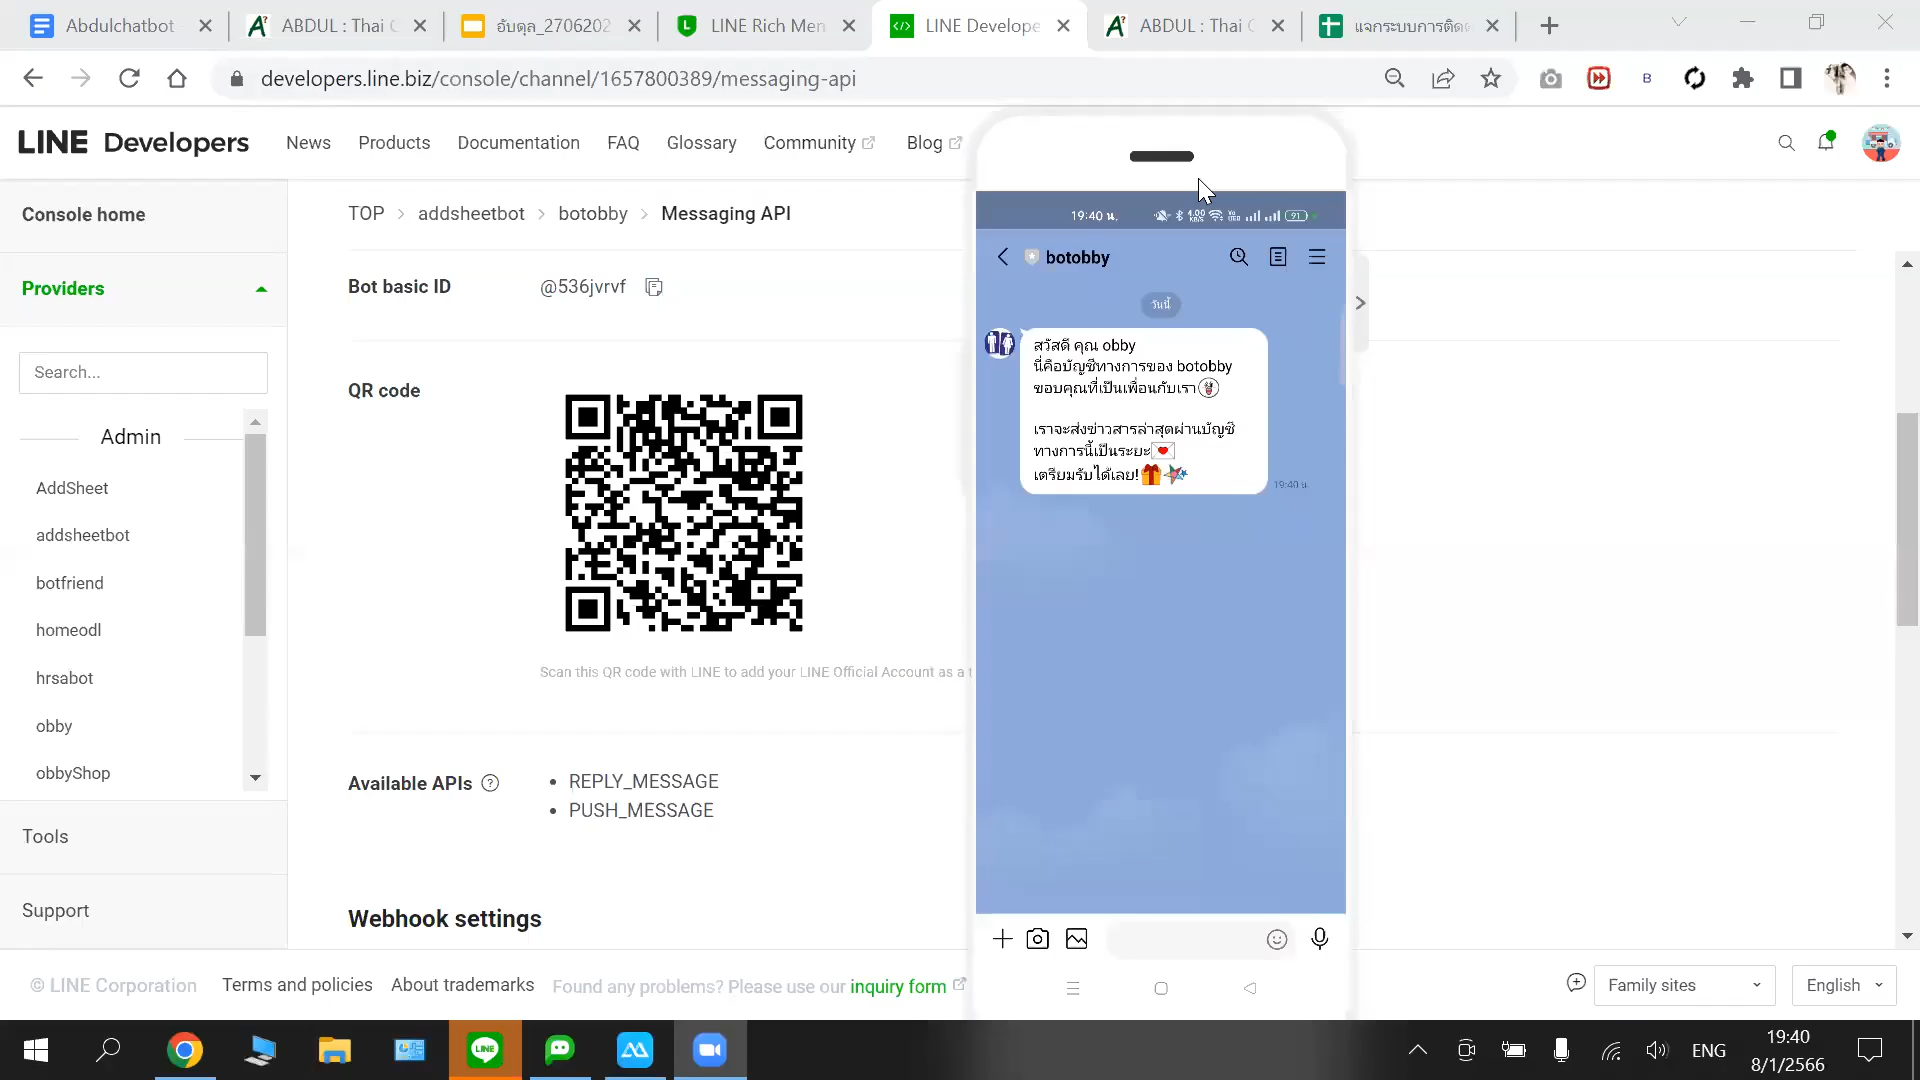 Abdulchatbot
ABDUL : Thai C
อับดุล_2706202
LINE Rich Men
LINE Develope
ABDUL : Thai C
แจกระบบการติดต
developers.line.biz/console/channel/1657800389/messaging-api
B
LINE Developers
News
Products
Documentation
FAQ
Glossary
Community
Blog
Console home
Providers
Search...
Admin
AddSheet
addsheetbot
botfriend
homeodl
hrsabot
obby
obbyShop
Tools
Support
TOP > addsheetbot > botobby > Messaging API
Bot basic ID
@536jvrvf
QR code
Scan this QR code with LINE to add your LINE Official Account as a
Available APIs
• REPLY_MESSAGE
• PUSH_MESSAGE
Webhook settings
19:40 น.
91
botobby
วันนี้
สวัสดี คุณ obby
นี่คือบัญชีทางการของ botobby
ขอบคุณที่เป็นเพื่อนกับเรา
เราจะส่งข่าวสารล่าสุดผ่านบัญชี
ทางการนี้เป็นระยะ
เตรียมรับได้เลย!
19:40 น.
© LINE Corporation
Terms and policies
About trademarks
Found any problems? Please use our inquiry form
Family sites
English
LINE
ENG
19:40
8/1/2566